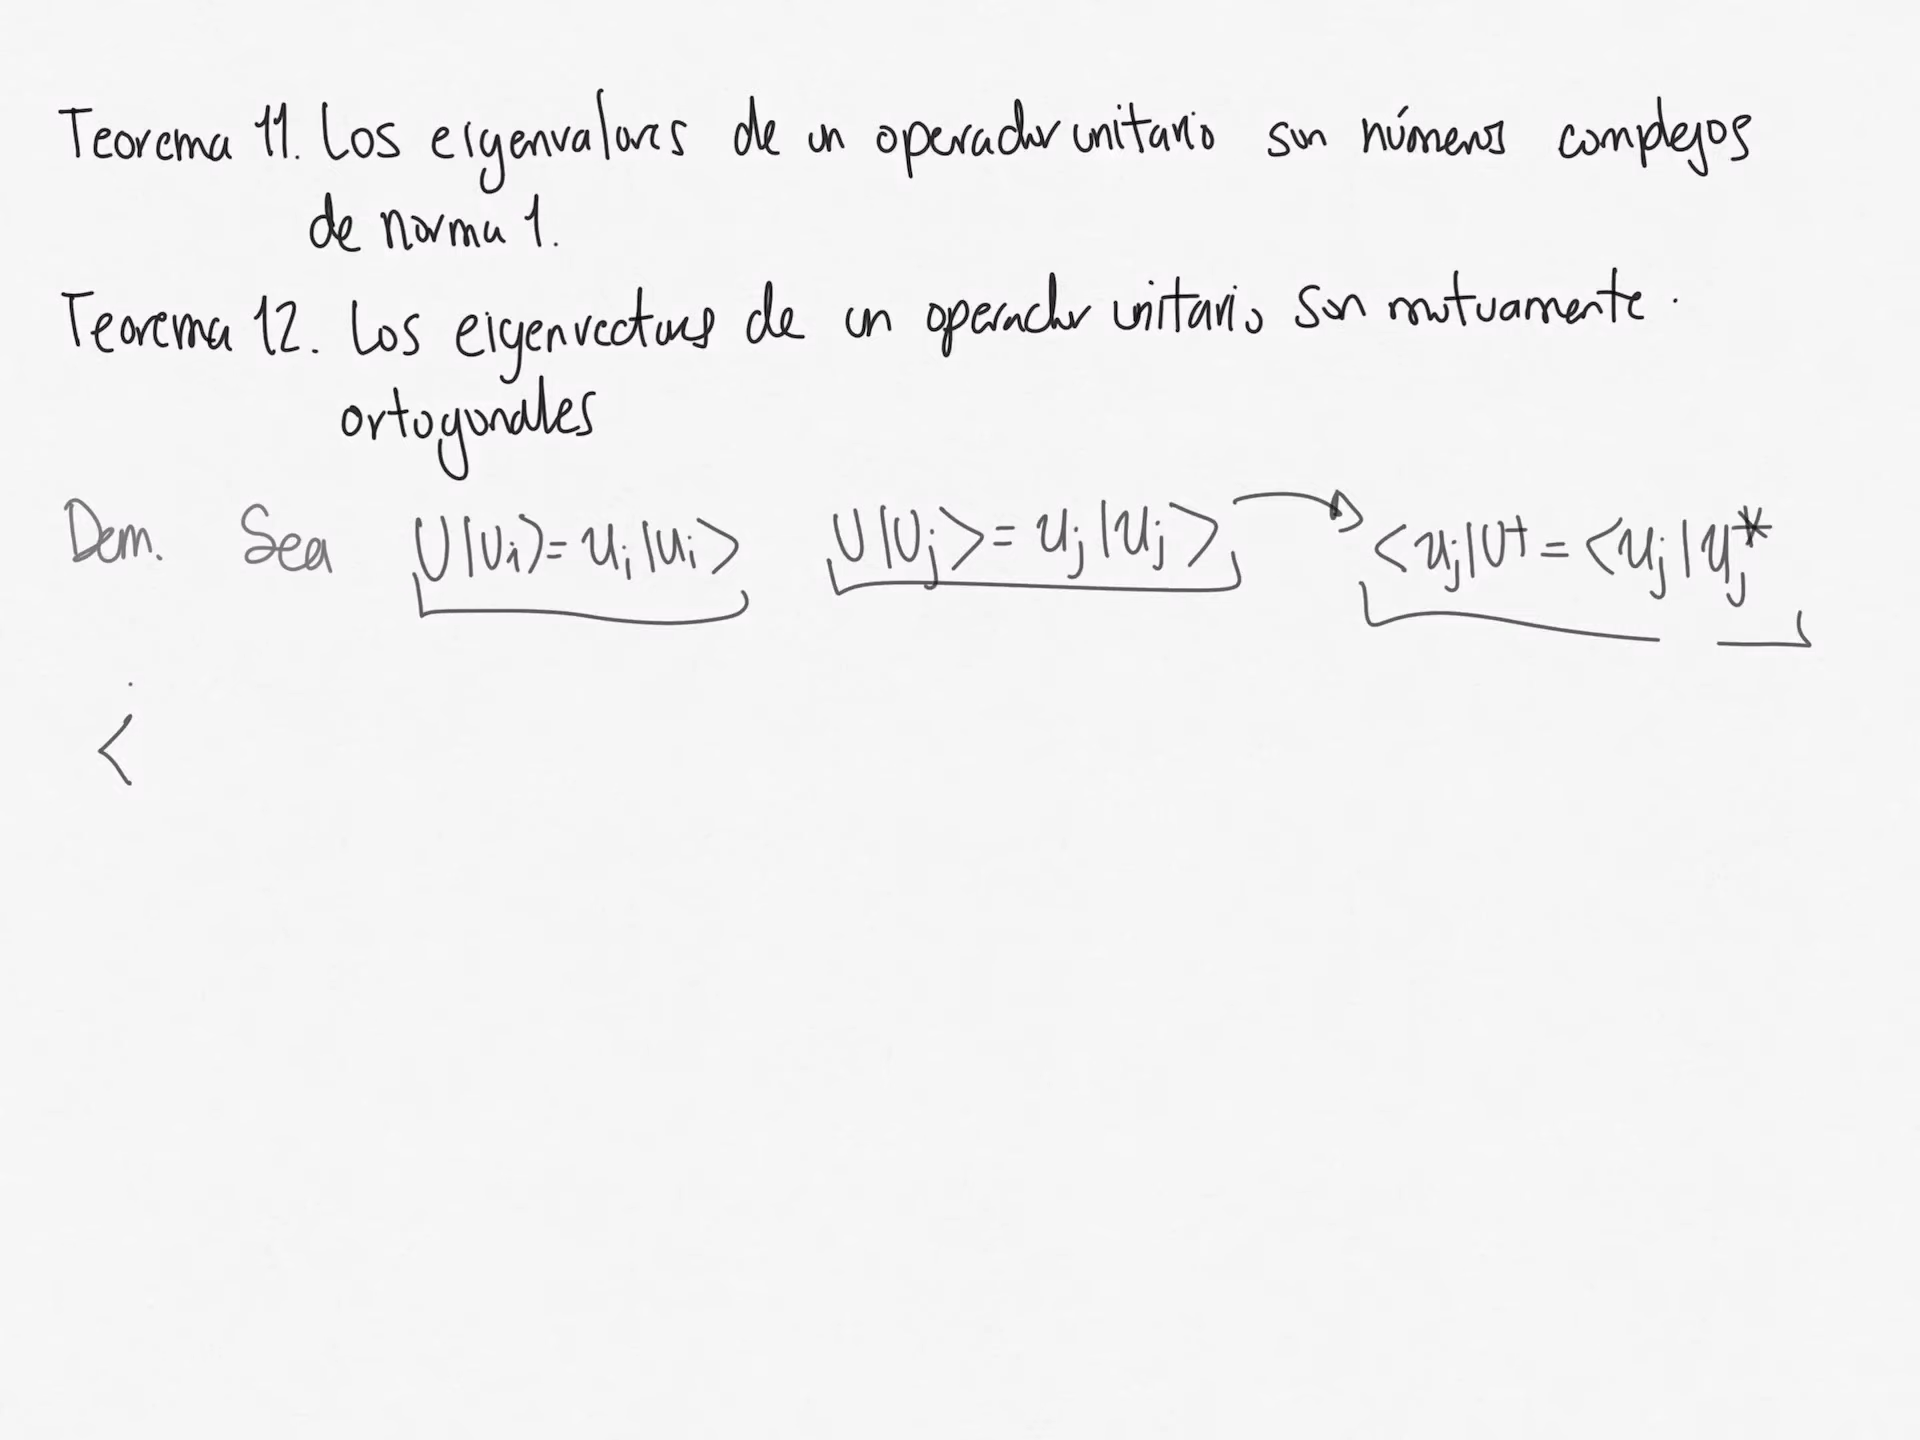 Teorema 11. Los eigenvalores de un operador unitario son números complejos
de norma 1.
Teorema 12. Los eigenvectores de un operador unitario son mutuamente
ortogonales
Dem. Sea U|u_i⟩ = u_i|u_i⟩ U|u_j⟩ = u_j|u_j⟩ → ⟨u_j|U† = ⟨u_j|u_j*
⟨